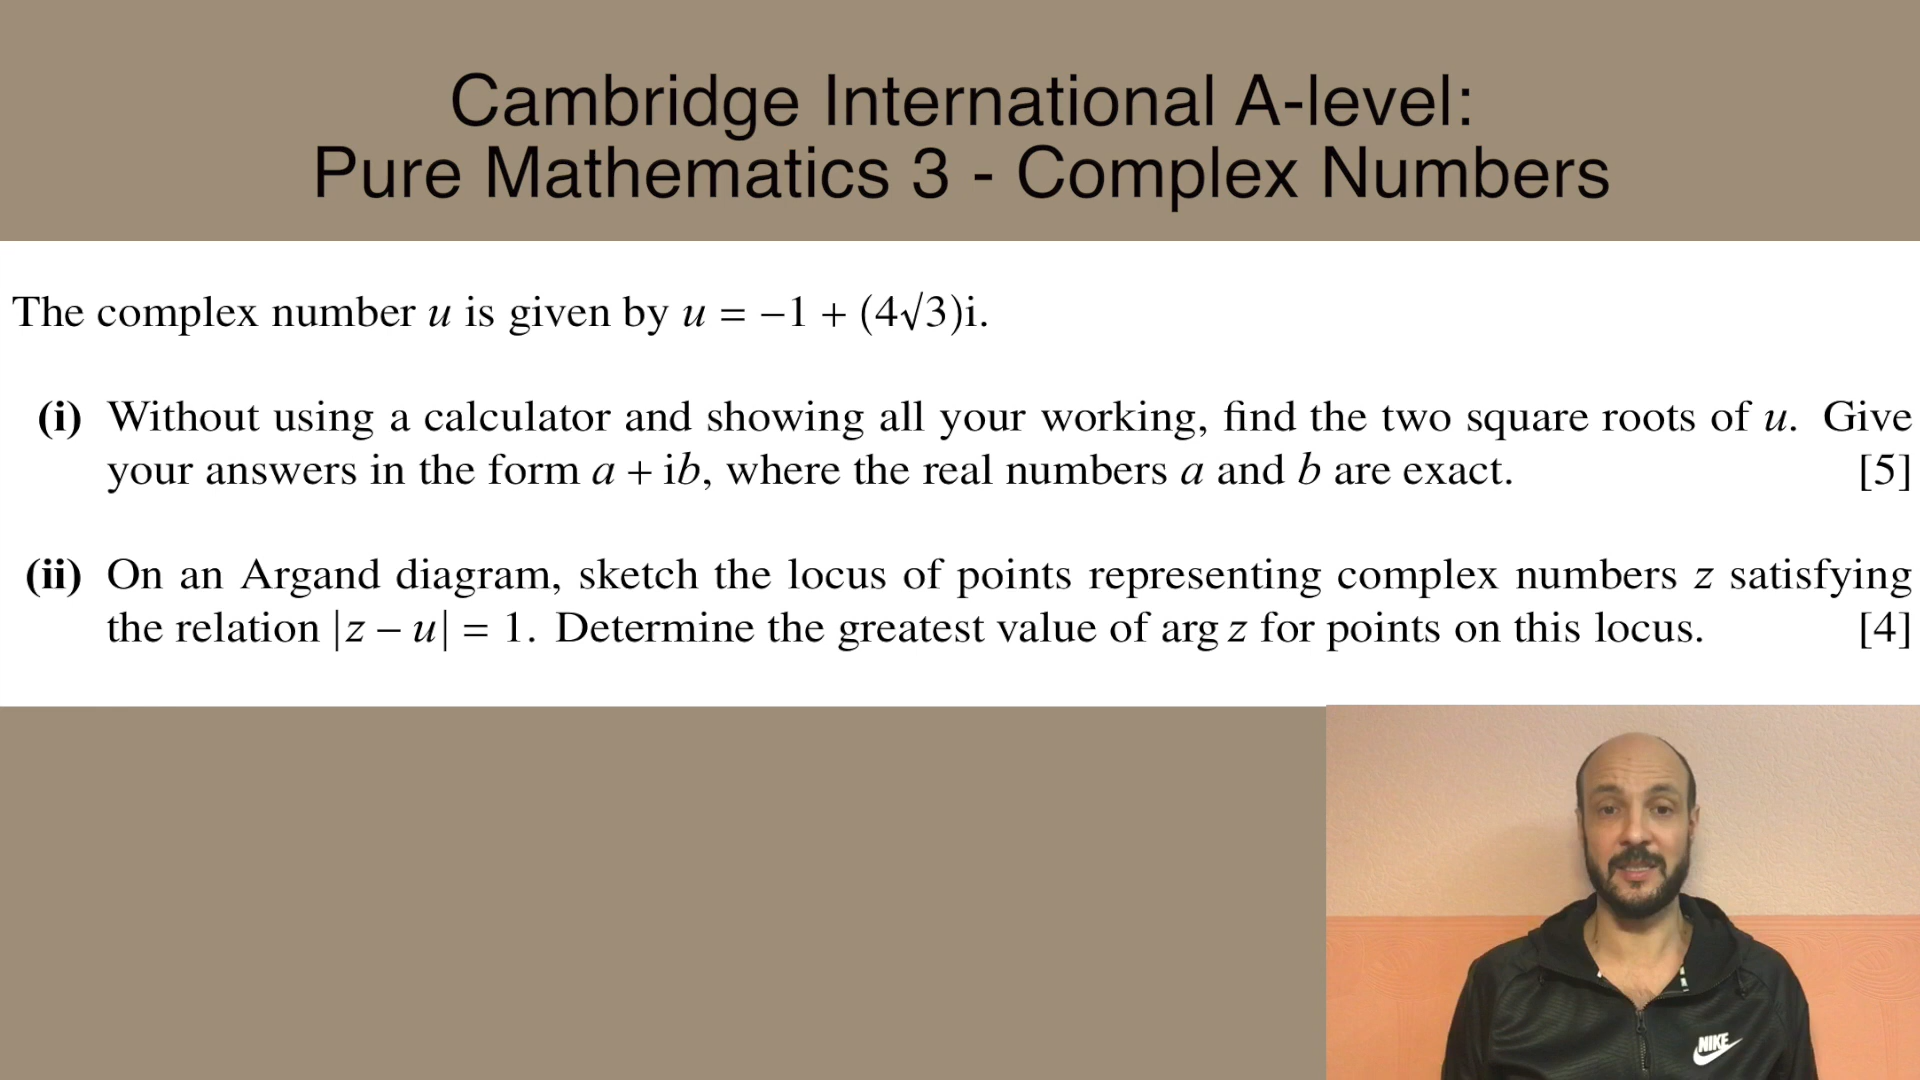 Cambridge International A-level:
Pure Mathematics 3 - Complex Numbers
The complex number u is given by u = −1 + (4√3)i.
(i) Without using a calculator and showing all your working, find the two square roots of u. Give
your answers in the form a + ib, where the real numbers a and b are exact. [5]
(ii) On an Argand diagram, sketch the locus of points representing complex numbers z satisfying
the relation |z − u| = 1. Determine the greatest value of arg z for points on this locus. [4]
NIKE